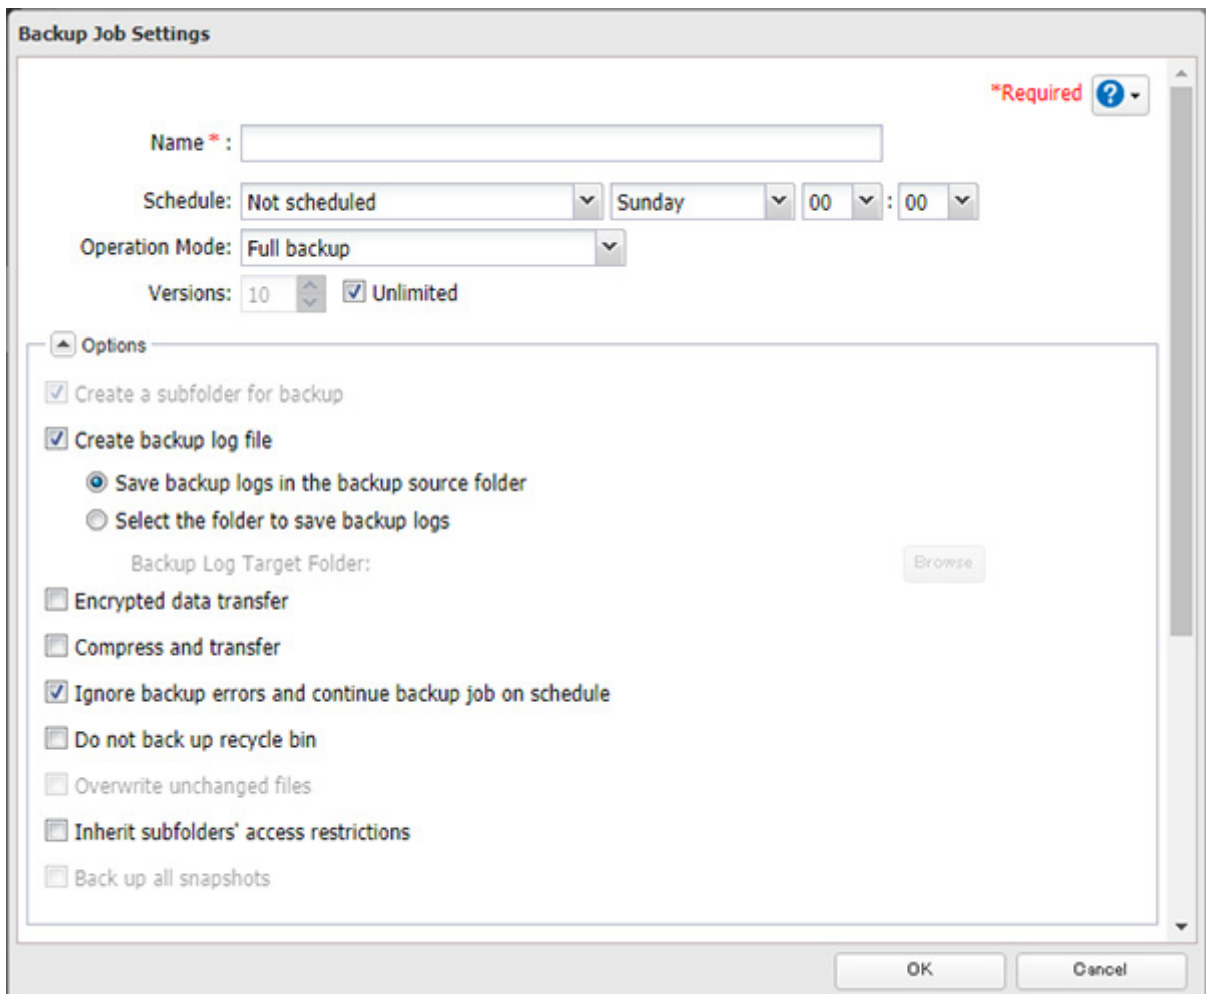 Backup Job Settings
*Required
Name * :
Schedule: Not scheduled Sunday 00 : 00
Operation Mode: Full backup
Versions: 10 Unlimited
Options
Create a subfolder for backup
Create backup log file
Save backup logs in the backup source folder
Select the folder to save backup logs
Backup Log Target Folder: Browse
Encrypted data transfer
Compress and transfer
Ignore backup errors and continue backup job on schedule
Do not back up recycle bin
Overwrite unchanged files
Inherit subfolders' access restrictions
Back up all snapshots
OK Cancel